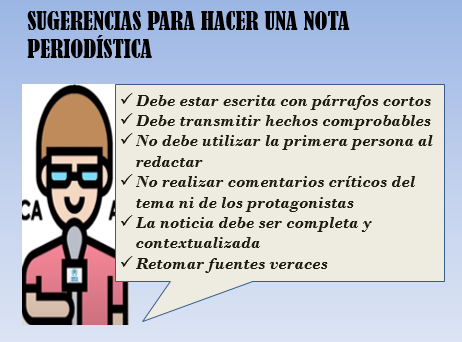 SUGERENCIAS PARA HACER UNA NOTA
PERIODÍSTICA
✓ Debe estar escrita con párrafos cortos
✓ Debe transmitir hechos comprobables
✓ No debe utilizar la primera persona al
redactar
✓ No realizar comentarios críticos del
tema ni de los protagonistas
✓ La noticia debe ser completa y
contextualizada
✓ Retomar fuentes veraces
CA
A